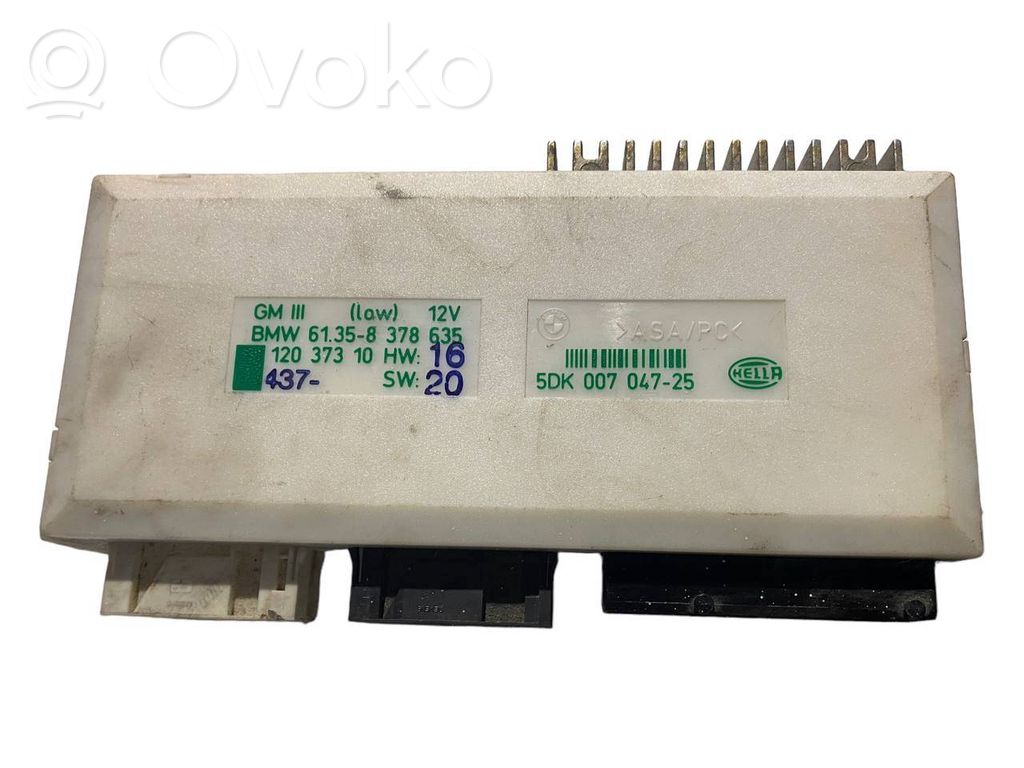 Ovoko
GM III (low) 12V
BMW 61.35-8 378 635
120 373 10 HW: 16
437- SW: 20
>ASA/PC<
5DK 007 047-25
HELLA